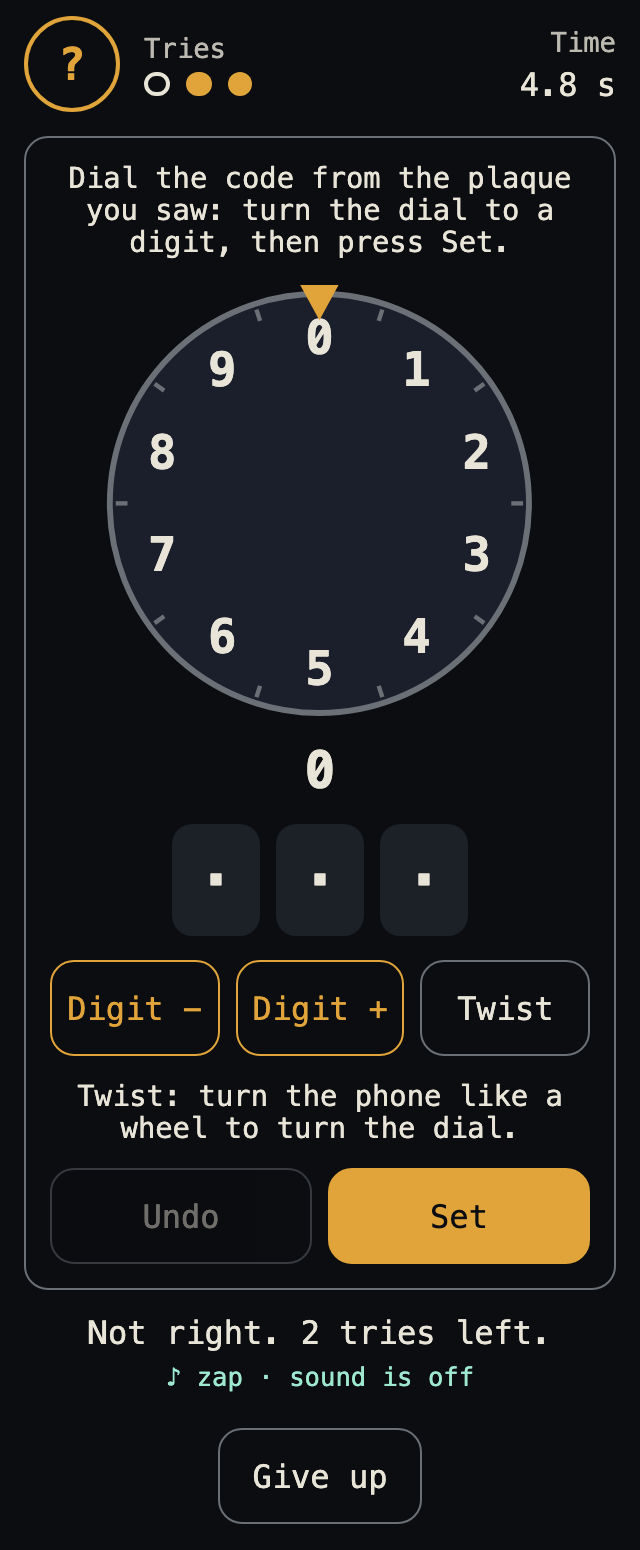 ?
Tries
Time
4.8 s
Dial the code from the plaque
you saw: turn the dial to a
digit, then press Set.
0
9
1
8
2
7
3
6
4
5
0
Digit −
Digit +
Twist
Twist: turn the phone like a
wheel to turn the dial.
Undo
Set
Not right. 2 tries left.
♪ zap · sound is off
Give up